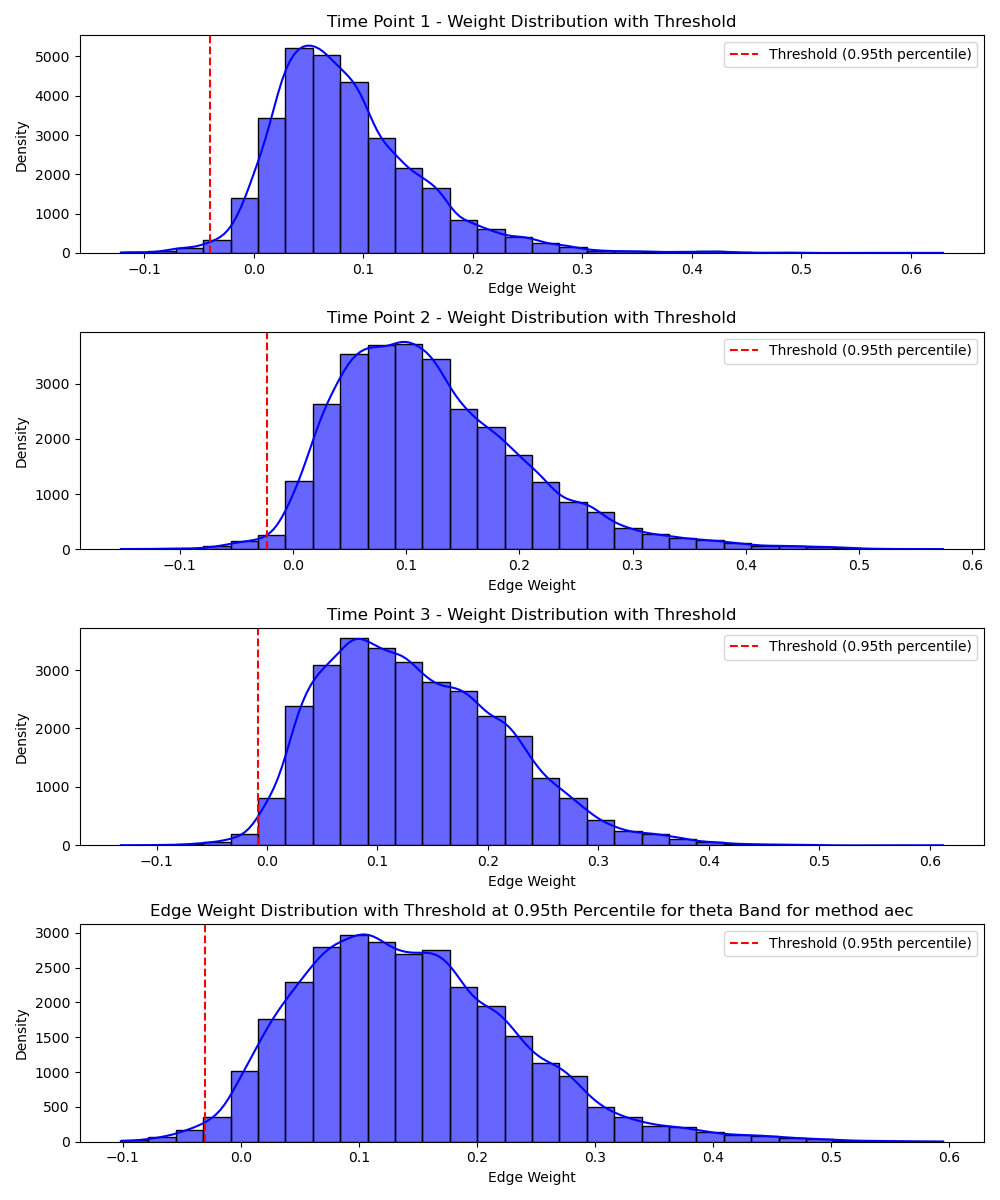 Time Point 1 - Weight Distribution with Threshold
Threshold (0.95th percentile)
Density
5000
4000
3000
2000
1000
0
−0.1 0.0 0.1 0.2 0.3 0.4 0.5 0.6
Edge Weight
Time Point 2 - Weight Distribution with Threshold
Threshold (0.95th percentile)
Density
3000
2000
1000
0
−0.1 0.0 0.1 0.2 0.3 0.4 0.5 0.6
Edge Weight
Time Point 3 - Weight Distribution with Threshold
Threshold (0.95th percentile)
Density
3000
2000
1000
0
−0.1 0.0 0.1 0.2 0.3 0.4 0.5 0.6
Edge Weight
Edge Weight Distribution with Threshold at 0.95th Percentile for theta Band for method aec
Threshold (0.95th percentile)
Density
3000
2500
2000
1500
1000
500
0
−0.1 0.0 0.1 0.2 0.3 0.4 0.5 0.6
Edge Weight